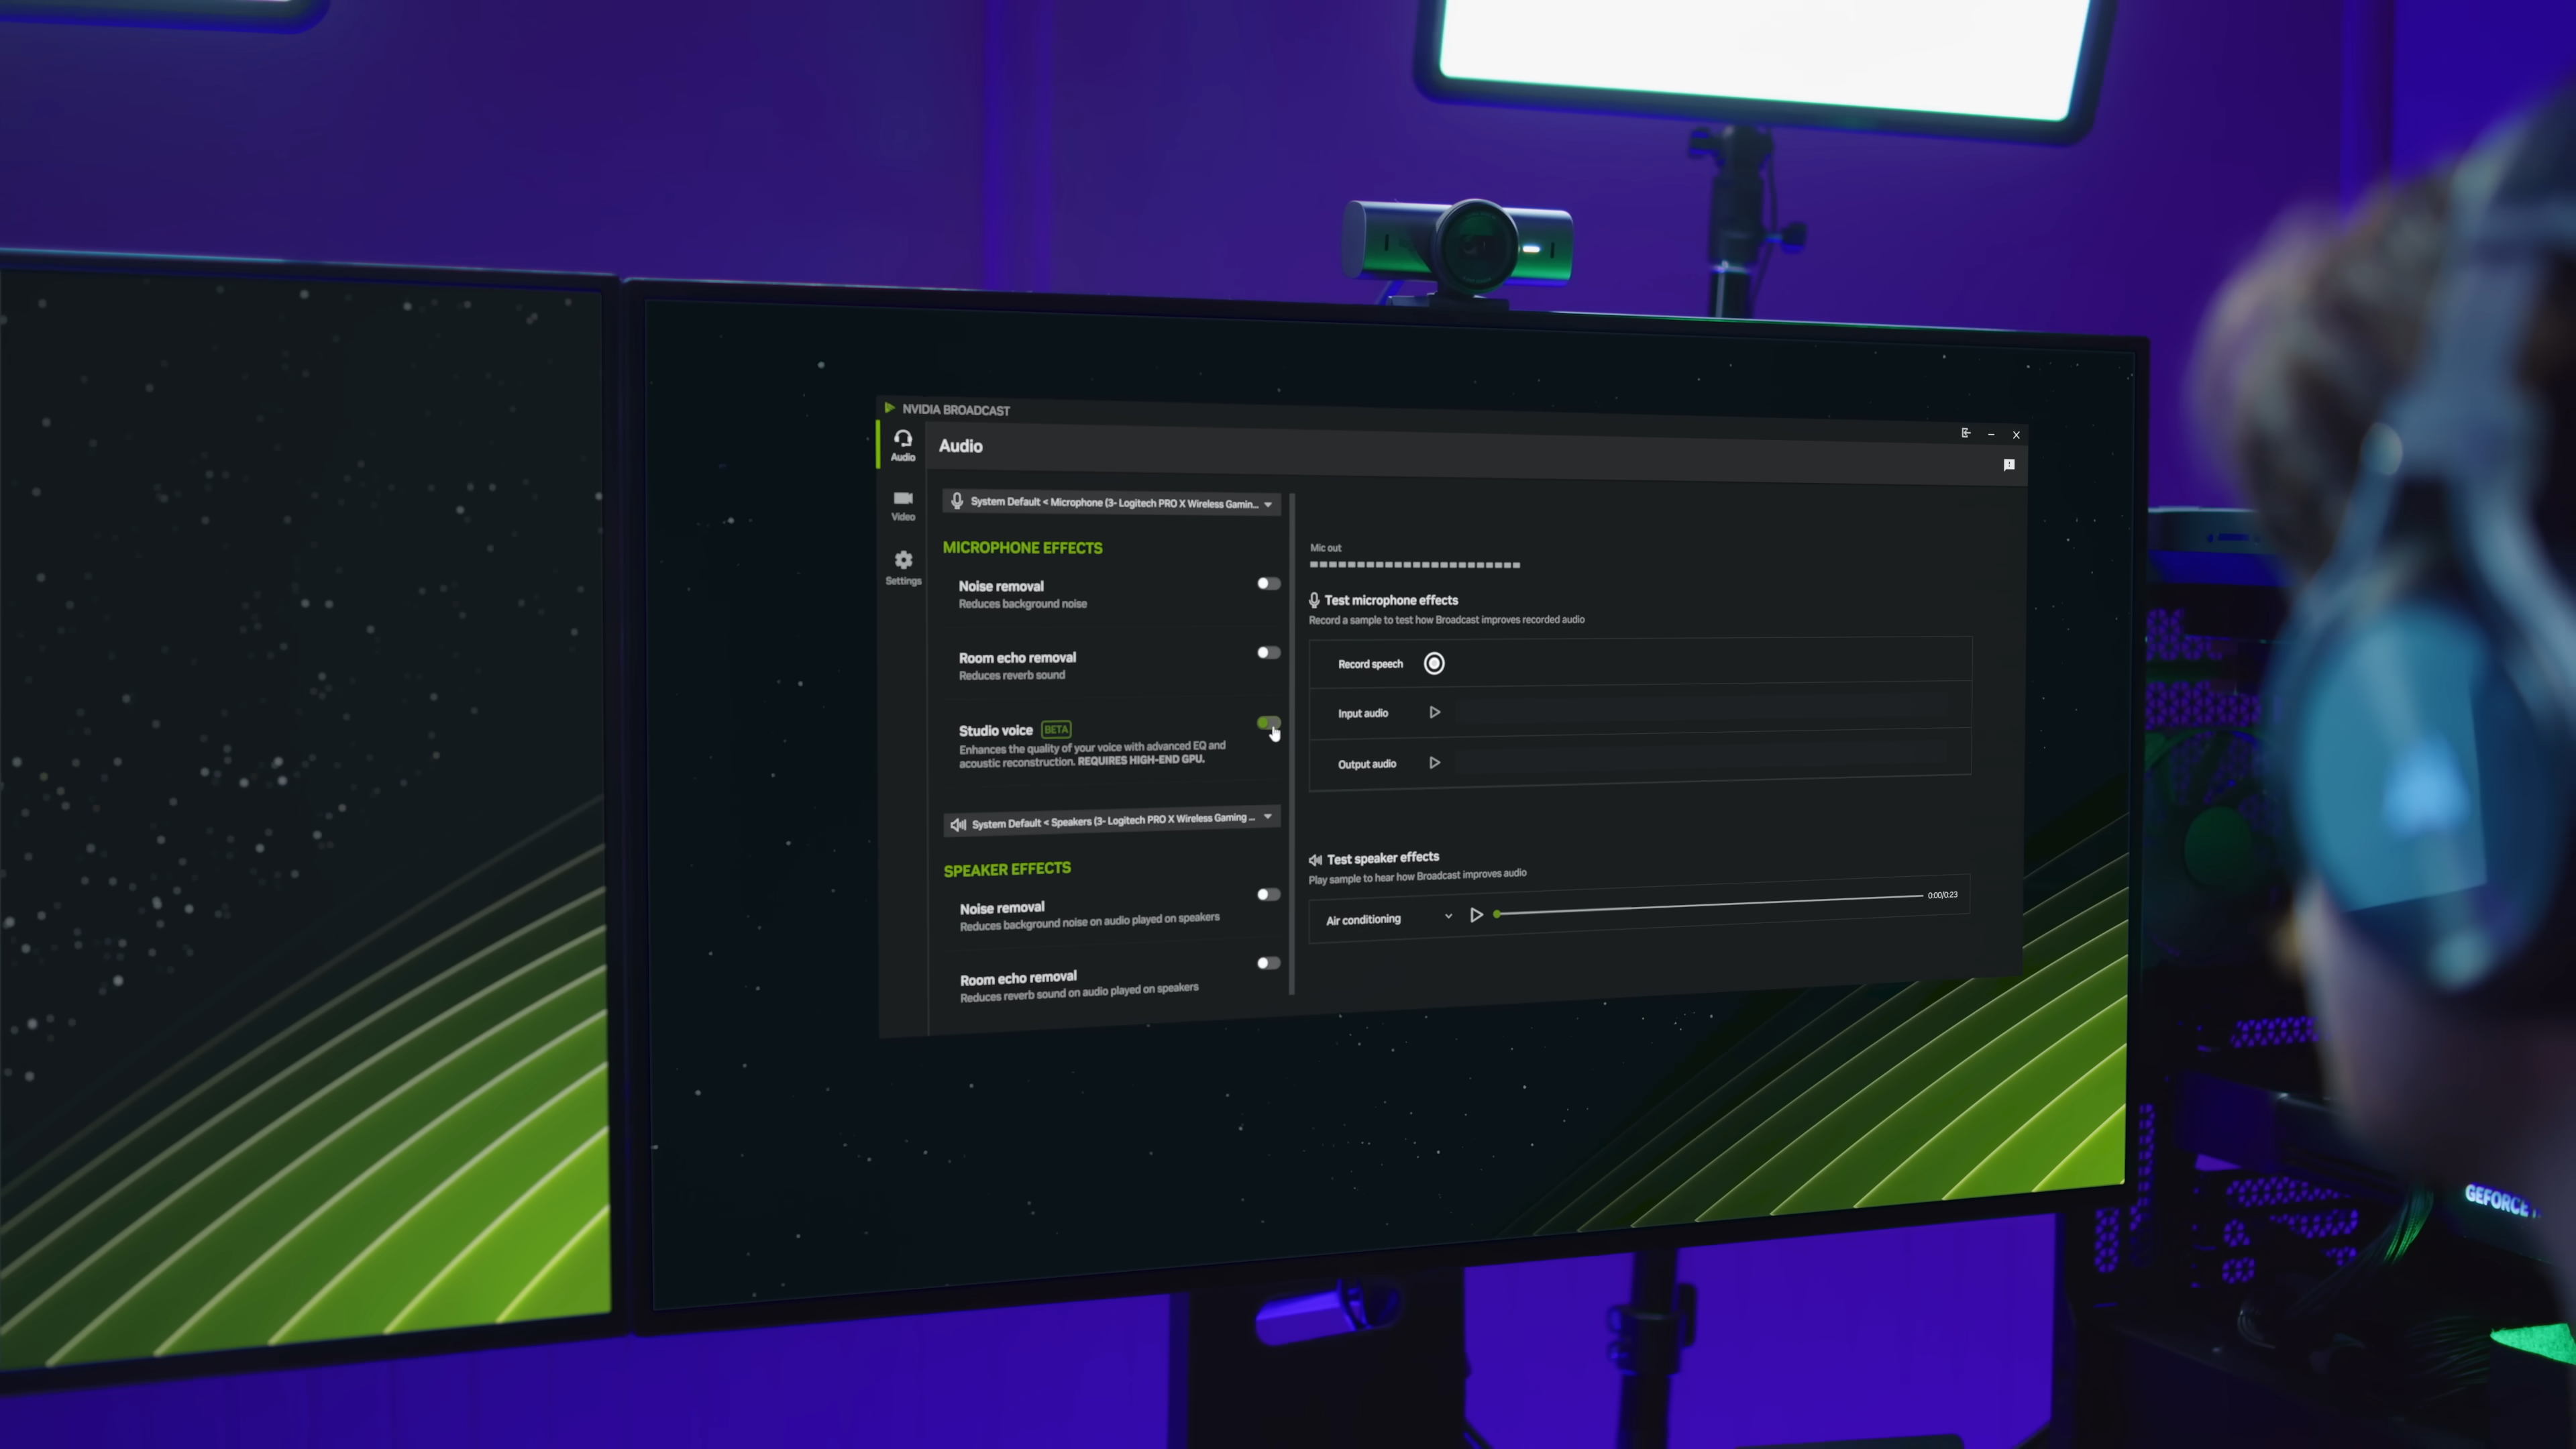 NVIDIA BROADCAST
Audio
Audio
Video
Settings
System Default < Microphone (3- Logitech PRO X Wireless Gamin...
MICROPHONE EFFECTS
Noise removal
Reduces background noise
Room echo removal
Reduces reverb sound
Studio voice BETA
Enhances the quality of your voice with advanced EQ and
acoustic reconstruction. REQUIRES HIGH-END GPU.
System Default < Speakers (3- Logitech PRO X Wireless Gaming ...
SPEAKER EFFECTS
Noise removal
Reduces background noise on audio played on speakers
Room echo removal
Reduces reverb sound on audio played on speakers
Mic out
Test microphone effects
Record a sample to test how Broadcast improves recorded audio
Record speech
Input audio
Output audio
Test speaker effects
Play sample to hear how Broadcast improves audio
Air conditioning
0:00/0:23
GEFORCE